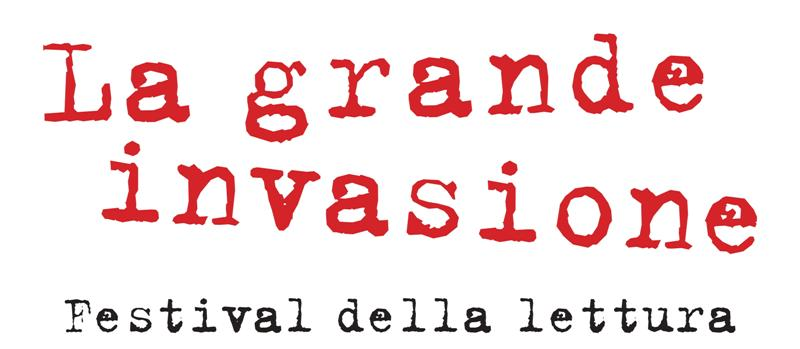 La grande
invasione
Festival della lettura